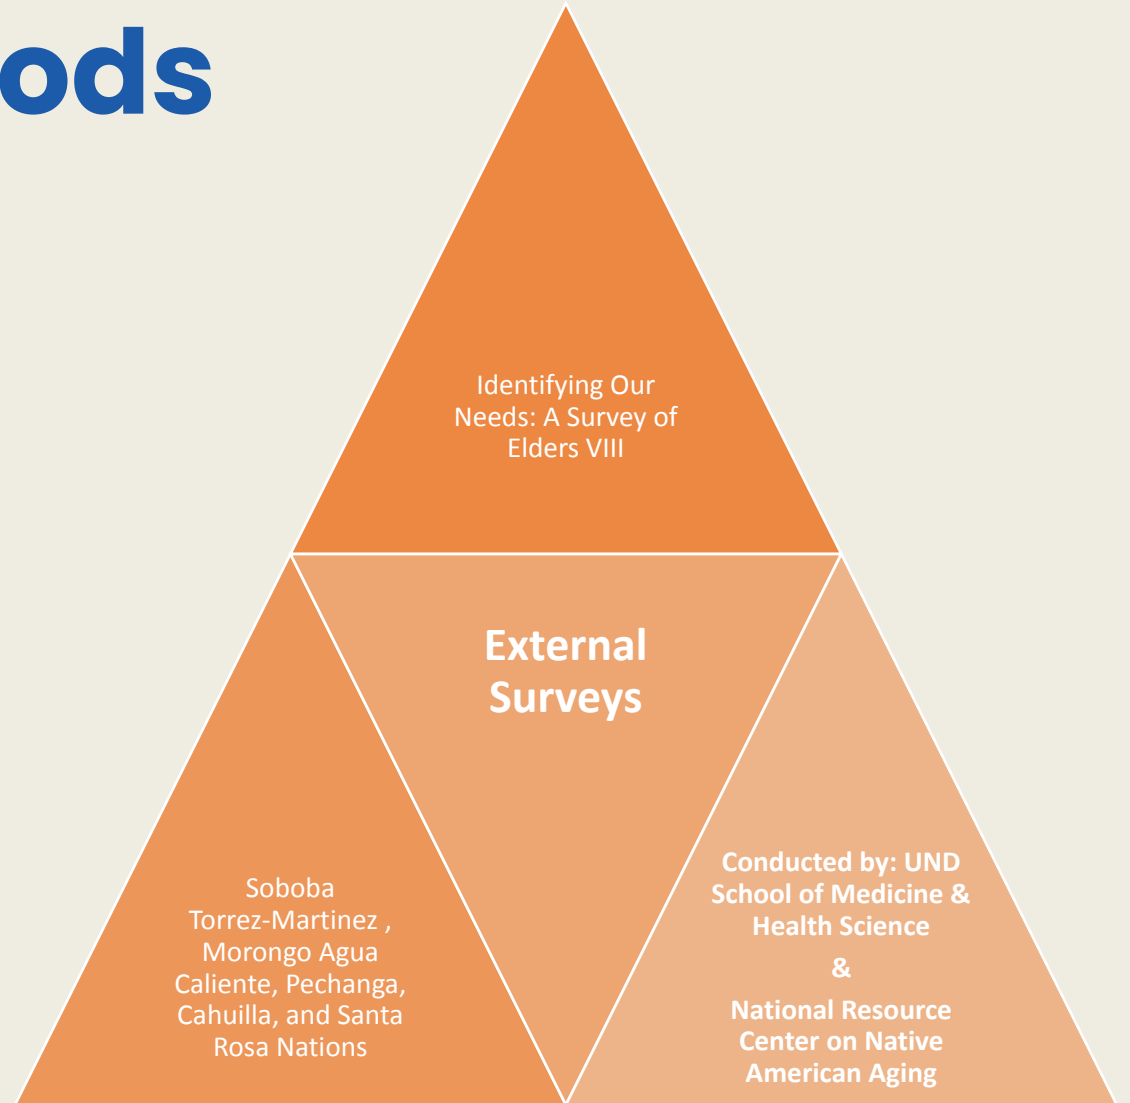 ods
Identifying Our
Needs: A Survey of
Elders VIII
External
Surveys
Soboba
Torrez-Martinez ,
Morongo Agua
Caliente, Pechanga,
Cahuilla, and Santa
Rosa Nations
Conducted by: UND
School of Medicine &
Health Science
&
National Resource
Center on Native
American Aging